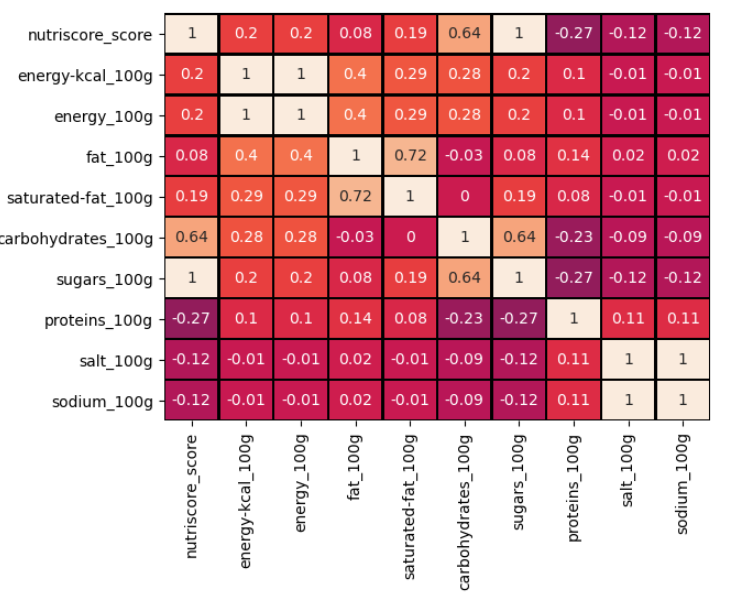 nutriscore_score 1 0.2 0.2 0.08 0.19 0.64 1 -0.27 -0.12 -0.12
energy-kcal_100g 0.2 1 1 0.4 0.29 0.28 0.2 0.1 -0.01 -0.01
energy_100g 0.2 1 1 0.4 0.29 0.28 0.2 0.1 -0.01 -0.01
fat_100g 0.08 0.4 0.4 1 0.72 -0.03 0.08 0.14 0.02 0.02
saturated-fat_100g 0.19 0.29 0.29 0.72 1 0 0.19 0.08 -0.01 -0.01
carbohydrates_100g 0.64 0.28 0.28 -0.03 0 1 0.64 -0.23 -0.09 -0.09
sugars_100g 1 0.2 0.2 0.08 0.19 0.64 1 -0.27 -0.12 -0.12
proteins_100g -0.27 0.1 0.1 0.14 0.08 -0.23 -0.27 1 0.11 0.11
salt_100g -0.12 -0.01 -0.01 0.02 -0.01 -0.09 -0.12 0.11 1 1
sodium_100g -0.12 -0.01 -0.01 0.02 -0.01 -0.09 -0.12 0.11 1 1
nutriscore_score
energy-kcal_100g
energy_100g
fat_100g
saturated-fat_100g
carbohydrates_100g
sugars_100g
proteins_100g
salt_100g
sodium_100g